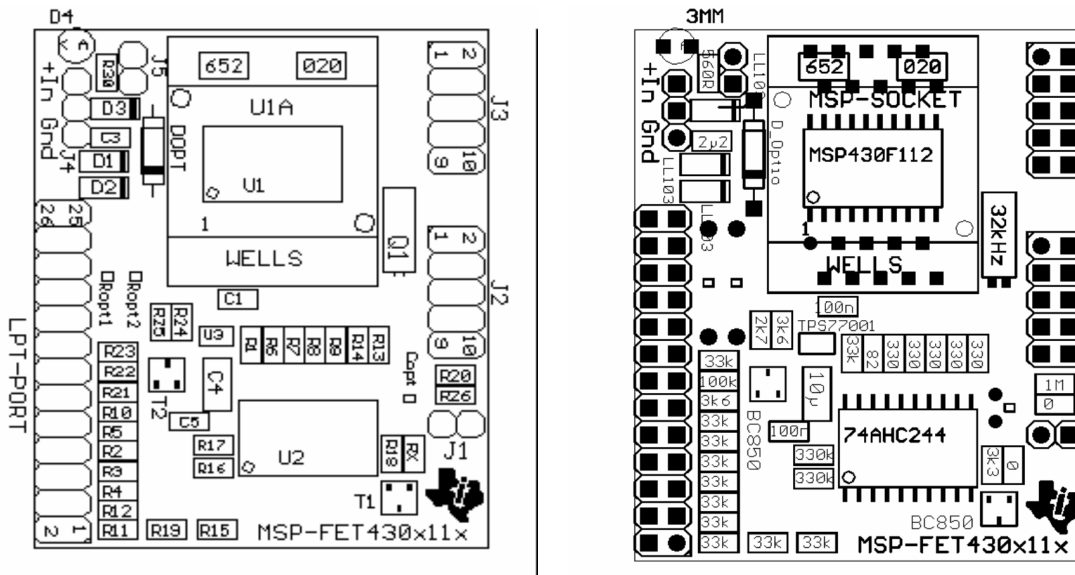 D4
V A
J5
R30
+In Gnd
D3
C3
J4
D1
D2
DOPT
652
020
U1A
U1
1
WELLS
1 2
J3
9 10
Q1
1 2
J2
9 10
26 25
LPT-PORT
2 1
Ropt1
Ropt2
C1
R25
R24
U3
R1
R6
R7
R8
R9
R14
R13
Copt
R20
R26
J1
R23
R22
R21
R10
R5
R2
R3
R4
R12
R11
R19
R15
T2
C4
C5
R17
R16
U2
R18
RX
T1
MSP-FET430x11x
3MM
A
560R
LL103
+In Gnd
2µ2
LL103
LL103
D_Optio
652
020
MSP-SOCKET
MSP430F112
1
WELLS
32kHz
100n
TPS77001
2k7
3k6
33k
82
330
330
330
330
330
33k
100k
3k6
33k
33k
33k
33k
33k
33k
33k
33k
33k
BC850
10µ
100n
330k
330k
74AHC244
1M
0
3k3
0
BC850
MSP-FET430x11x